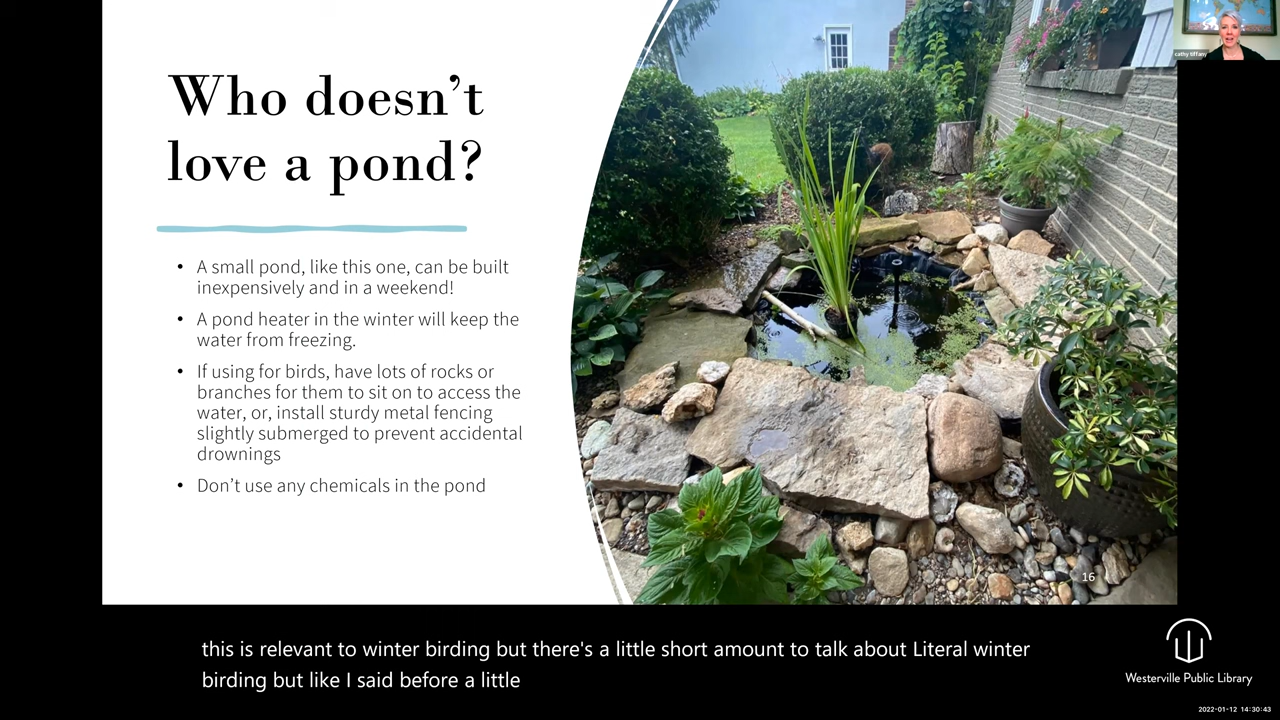 Who doesn't
love a pond?
• A small pond, like this one, can be built
inexpensively and in a weekend!
• A pond heater in the winter will keep the
water from freezing.
• If using for birds, have lots of rocks or
branches for them to sit on to access the
water, or, install sturdy metal fencing
slightly submerged to prevent accidental
drownings
• Don't use any chemicals in the pond
16
cathy tiffany
this is relevant to winter birding but there's a little short amount to talk about Literal winter
birding but like I said before a little
Westerville Public Library
2022-01-12 14:30:43